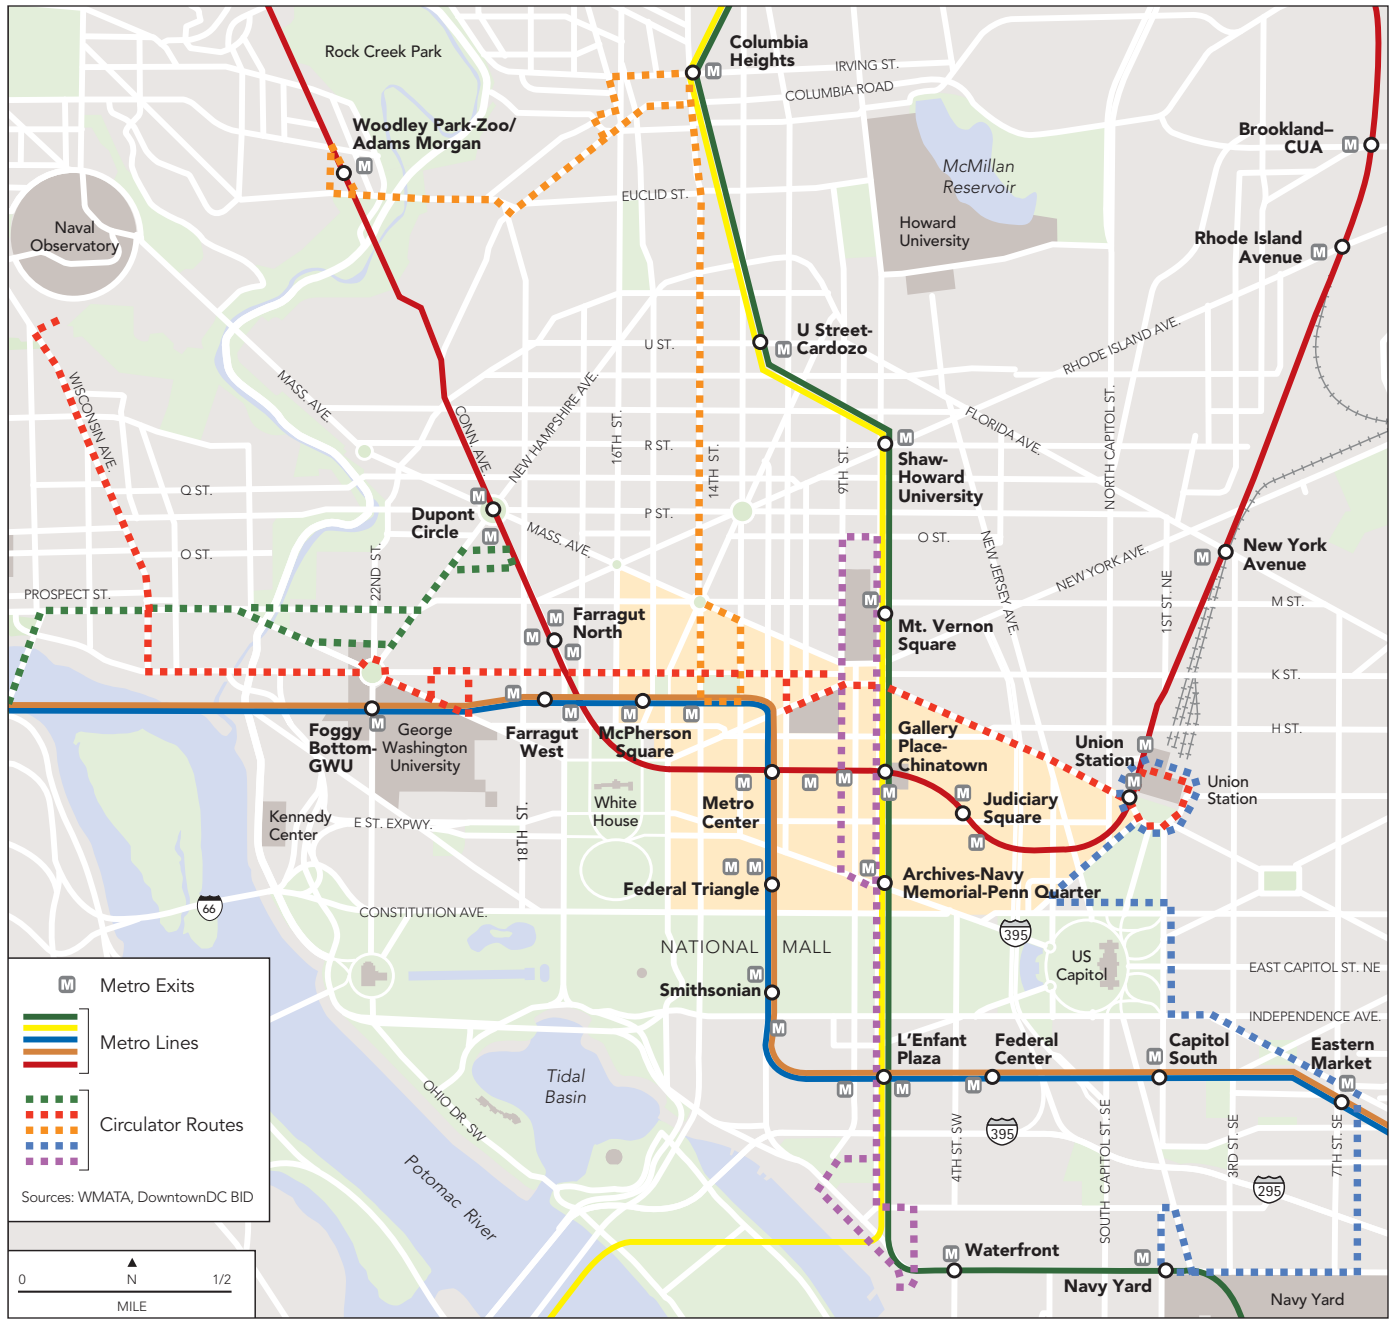 Rock Creek Park
Columbia
Heights
M
IRVING ST.
COLUMBIA ROAD
Woodley Park-Zoo/
Adams Morgan
M
Brookland–
CUA
M
McMillan
Reservoir
EUCLID ST.
Naval
Observatory
Howard
University
Rhode Island
Avenue
M
U Street-
Cardozo
M
U ST.
RHODE ISLAND AVE.
MASS. AVE.
WISCONSIN AVE.
CONN. AVE.
NEW HAMPSHIRE AVE.
16TH ST.
R ST.
14TH ST.
9TH ST.
M
FLORIDA AVE.
NORTH CAPITOL ST.
Shaw-
Howard
University
Q ST.
M
Dupont
Circle
M
P ST.
MASS. AVE.
O ST.
O ST.
22ND ST.
NEW JERSEY AVE.
NEW YORK AVE.
M
New York
Avenue
PROSPECT ST.
1ST ST. NE
M ST.
M
Farragut
North
M
M
M
Mt. Vernon
Square
K ST.
M
M
Foggy
Bottom-
GWU
M
George
Washington
University
Farragut
West
M
McPherson
Square
M
Gallery
Place-
Chinatown
H ST.
Union
Station
M
M
Union
Station
M
M
M
M
Metro
Center
White
House
M
Judiciary
Square
M
Kennedy
Center
E ST. EXPWY.
18TH ST.
M
M
Federal Triangle
M
Archives-Navy
Memorial-Penn Quarter
66
CONSTITUTION AVE.
395
NATIONAL MALL
US
Capitol
EAST CAPITOL ST. NE
M
Smithsonian
M
INDEPENDENCE AVE.
L'Enfant
Plaza
Federal
Center
Capitol
South
M
Eastern
Market
M
M
M
M
Tidal
Basin
OHIO DR. SW
4TH ST. SW
395
SOUTH CAPITOL ST. SE
3RD ST. SE
7TH ST. SE
295
Potomac River
M
Waterfront
M
Navy Yard
Navy Yard
M
Metro Exits
Metro Lines
Circulator Routes
Sources: WMATA, DowntownDC BID
0
N
1/2
MILE